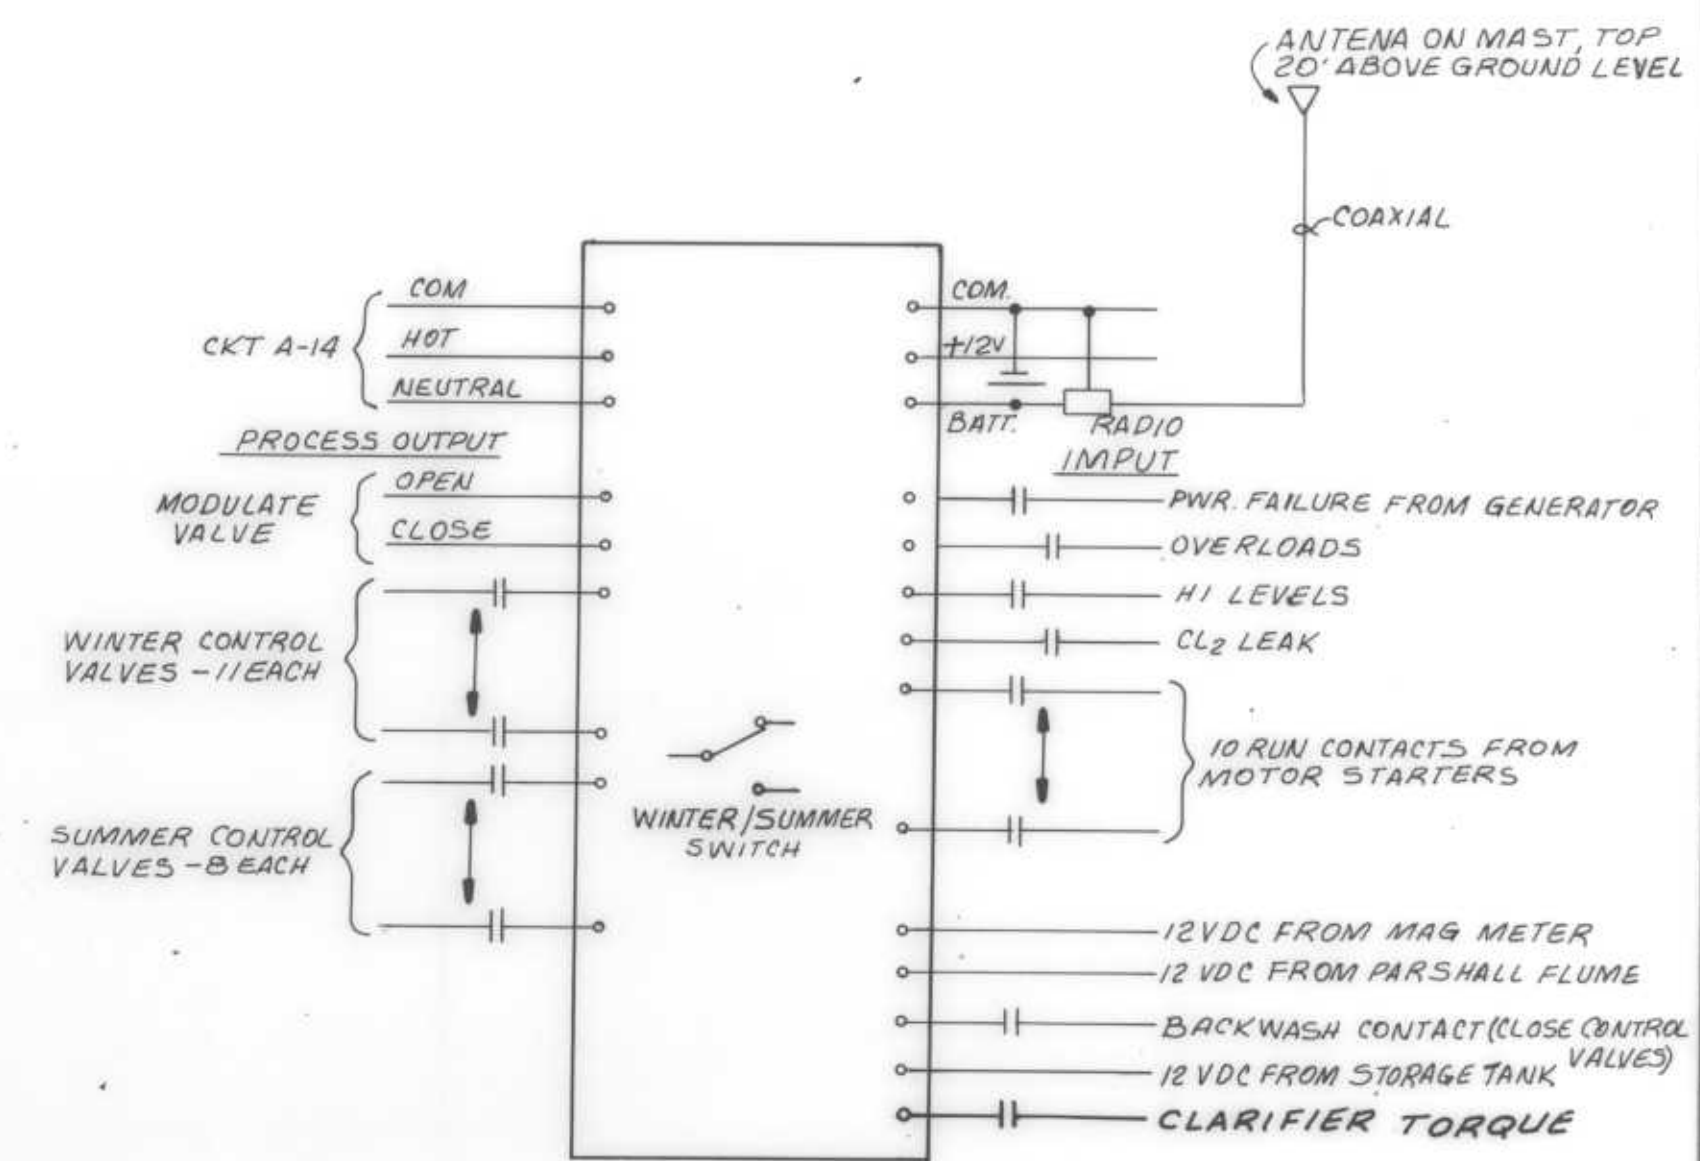 ANTENA ON MAST, TOP
20' ABOVE GROUND LEVEL
COAXIAL
CKT A-14
COM
HOT
NEUTRAL
PROCESS OUTPUT
MODULATE
VALVE
OPEN
CLOSE
WINTER CONTROL
VALVES - 11 EACH
SUMMER CONTROL
VALVES - 8 EACH
WINTER/SUMMER
SWITCH
COM.
+12V
BATT.
RADIO
IMPUT
PWR. FAILURE FROM GENERATOR
OVERLOADS
HI LEVELS
CL2 LEAK
10 RUN CONTACTS FROM
MOTOR STARTERS
12VDC FROM MAG METER
12 VDC FROM PARSHALL FLUME
BACKWASH CONTACT (CLOSE CONTROL
VALVES)
12 VDC FROM STORAGE TANK
CLARIFIER TORQUE